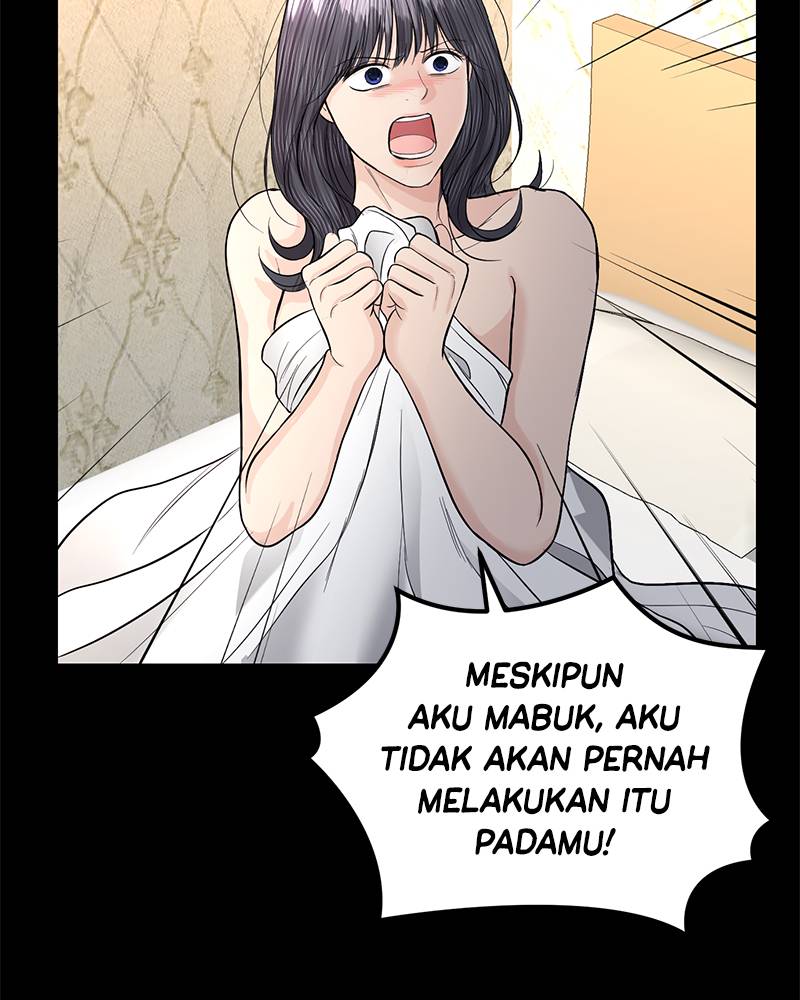 MESKIPUN
AKU MABUK, AKU
TIDAK AKAN PERNAH
MELAKUKAN ITU
PADAMU!